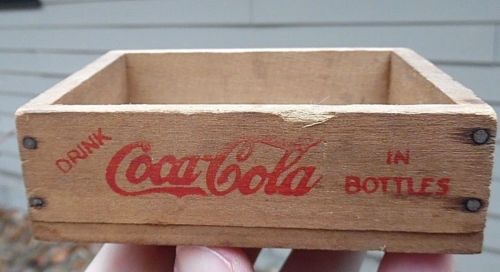 DRINK
Coca-Cola
IN
BOTTLES